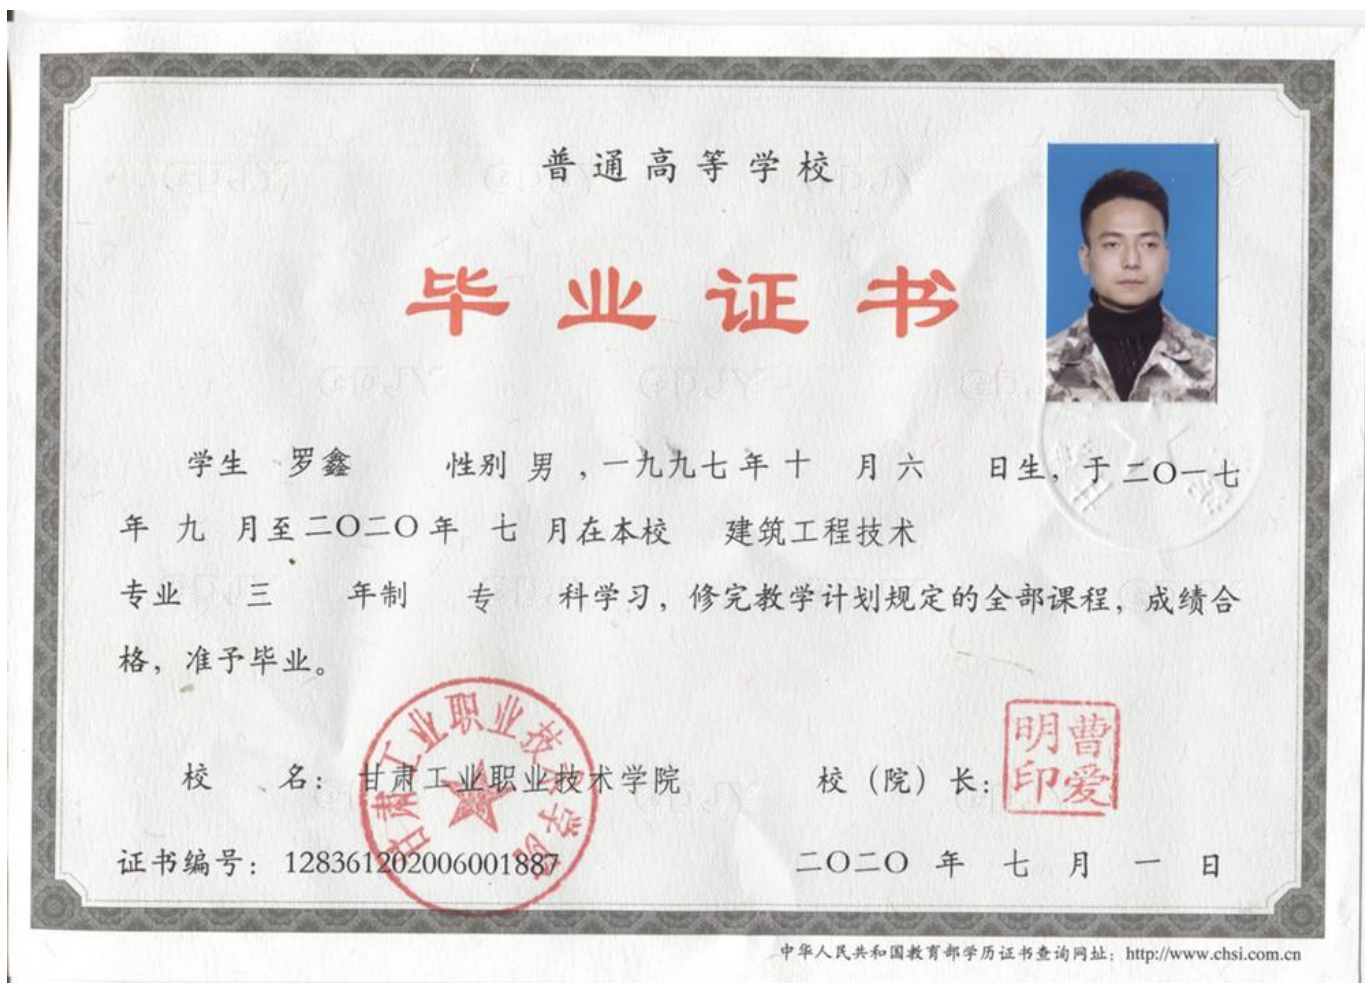 普通高等学校
毕业证书
学生 罗鑫 性别 男 ，一九九七年十 月六 日生，于二〇一七
年 九 月至二〇二〇年 七 月在本校 建筑工程技术
专业 三 年制 专 科学习，修完教学计划规定的全部课程，成绩合
格，准予毕业。
校 名：甘肃工业职业技术学院
校（院）长：
曹爱明印
甘肃工业职业技术学院
证书编号：128361202006001887
二〇二〇 年 七 月 一 日
中华人民共和国教育部学历证书查询网址：http://www.chsi.com.cn